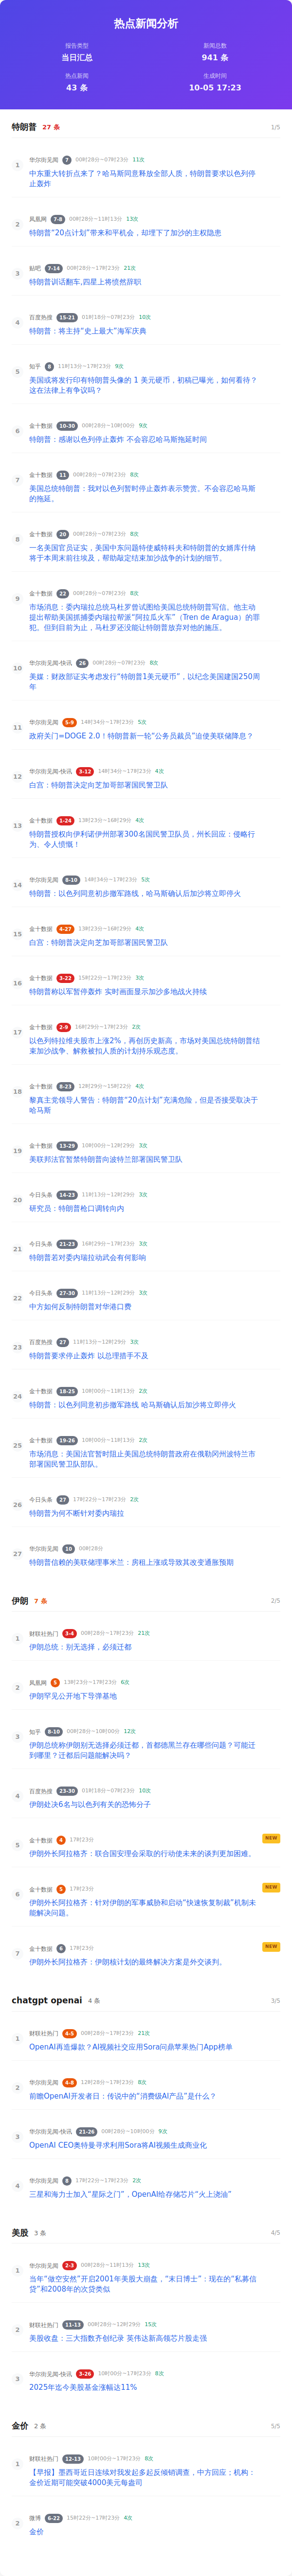 热点新闻分析
报告类型
当日汇总
新闻总数
941 条
热点新闻
43 条
生成时间
10-05 17:23
特朗普 27 条 1/5
1 华尔街见闻 7 00时28分~07时23分 11次
中东重大转折点来了？哈马斯同意释放全部人质，特朗普要求以色列停
止轰炸
2 凤凰网 7-8 00时28分~11时13分 13次
特朗普“20点计划”带来和平机会，却埋下了加沙的主权隐患
3 贴吧 7-14 00时28分~17时23分 21次
特朗普训话翻车,四星上将愤然辞职
4 百度热搜 15-21 01时18分~07时23分 10次
特朗普：将主持“史上最大”海军庆典
5 知乎 8 11时13分~17时23分 9次
美国或将发行印有特朗普头像的 1 美元硬币，初稿已曝光，如何看待？
这在法律上有争议吗？
6 金十数据 10-30 00时28分~10时00分 9次
特朗普：感谢以色列停止轰炸 不会容忍哈马斯拖延时间
7 金十数据 11 00时28分~07时23分 8次
美国总统特朗普：我对以色列暂时停止轰炸表示赞赏。不会容忍哈马斯
的拖延。
8 金十数据 20 00时28分~07时23分 8次
一名美国官员证实，美国中东问题特使威特科夫和特朗普的女婿库什纳
将于本周末前往埃及，帮助敲定结束加沙战争的计划的细节。
9 金十数据 22 00时28分~07时23分 8次
市场消息：委内瑞拉总统马杜罗曾试图给美国总统特朗普写信。他主动
提出帮助美国抓捕委内瑞拉帮派“阿拉瓜火车”（Tren de Aragua）的罪
犯。但到目前为止，马杜罗还没能让特朗普放弃对他的施压。
10 华尔街见闻-快讯 26 00时28分~07时23分 8次
美媒：财政部证实考虑发行“特朗普1美元硬币”，以纪念美国建国250周
年
11 华尔街见闻 5-9 14时34分~17时23分 5次
政府关门=DOGE 2.0！特朗普新一轮“公务员裁员”迫使美联储降息？
12 华尔街见闻-快讯 3-12 14时34分~17时23分 4次
白宫：特朗普决定向芝加哥部署国民警卫队
13 金十数据 1-24 13时23分~16时29分 4次
特朗普授权向伊利诺伊州部署300名国民警卫队员，州长回应：侵略行
为、令人愤慨！
14 华尔街见闻 8-10 14时34分~17时23分 5次
特朗普：以色列同意初步撤军路线，哈马斯确认后加沙将立即停火
15 金十数据 4-27 13时23分~16时29分 4次
白宫：特朗普决定向芝加哥部署国民警卫队
16 金十数据 3-22 15时22分~17时23分 3次
特朗普称以军暂停轰炸 实时画面显示加沙多地战火持续
17 金十数据 2-9 16时29分~17时23分 2次
以色列特拉维夫股市上涨2%，再创历史新高，市场对美国总统特朗普结
束加沙战争、解救被扣人质的计划持乐观态度。
18 金十数据 8-23 12时29分~15时22分 4次
黎真主党领导人警告：特朗普“20点计划”充满危险，但是否接受取决于
哈马斯
19 金十数据 13-29 10时00分~12时29分 3次
美联邦法官暂禁特朗普向波特兰部署国民警卫队
20 今日头条 14-23 11时13分~12时29分 3次
研究员：特朗普枪口调转向内
21 今日头条 21-23 16时29分~17时23分 3次
特朗普若对委内瑞拉动武会有何影响
22 今日头条 27-30 11时13分~12时29分 3次
中方如何反制特朗普对华港口费
23 百度热搜 27 11时13分~12时29分 3次
特朗普要求停止轰炸 以总理措手不及
24 金十数据 18-25 10时00分~11时13分 2次
特朗普：以色列同意初步撤军路线 哈马斯确认后加沙将立即停火
25 金十数据 19-26 10时00分~11时13分 2次
市场消息：美国法官暂时阻止美国总统特朗普政府在俄勒冈州波特兰市
部署国民警卫队部队。
26 今日头条 27 17时22分~17时23分 2次
特朗普为何不断针对委内瑞拉
27 华尔街见闻 10 00时28分
特朗普信赖的美联储理事米兰：房租上涨或导致其改变通胀预期
伊朗 7 条 2/5
1 财联社热门 3-4 00时28分~17时23分 21次
伊朗总统：别无选择，必须迁都
2 凤凰网 5 13时23分~17时23分 6次
伊朗罕见公开地下导弹基地
3 知乎 8-10 00时28分~10时00分 12次
伊朗总统称伊朗别无选择必须迁都，首都德黑兰存在哪些问题？可能迁
到哪里？迁都后问题能解决吗？
4 百度热搜 23-30 01时18分~07时23分 10次
伊朗处决6名与以色列有关的恐怖分子
5 金十数据 4 17时23分 NEW
伊朗外长阿拉格齐：联合国安理会采取的行动使未来的谈判更加困难。
6 金十数据 5 17时23分 NEW
伊朗外长阿拉格齐：针对伊朗的军事威胁和启动“快速恢复制裁”机制未
能解决问题。
7 金十数据 6 17时23分 NEW
伊朗外长阿拉格齐：伊朗核计划的最终解决方案是外交谈判。
chatgpt openai 4 条 3/5
1 财联社热门 4-5 00时28分~17时23分 21次
OpenAI再造爆款？AI视频社交应用Sora问鼎苹果热门App榜单
2 华尔街见闻 4-9 12时28分~17时23分 8次
前瞻OpenAI开发者日：传说中的“消费级AI产品”是什么？
3 华尔街见闻-快讯 21-26 00时28分~10时00分 9次
OpenAI CEO奥特曼寻求利用Sora将AI视频生成商业化
4 华尔街见闻 8 17时22分~17时23分 2次
三星和海力士加入“星际之门”，OpenAI给存储芯片“火上浇油”
美股 3 条 4/5
1 华尔街见闻 2-3 00时28分~11时13分 13次
当年“做空安然”开启2001年美股大崩盘，“末日博士”：现在的“私募信
贷”和2008年的次贷类似
2 财联社热门 11-13 00时28分~12时29分 15次
美股收盘：三大指数齐创纪录 英伟达新高领芯片股走强
3 华尔街见闻-快讯 3-26 10时00分~17时23分 8次
2025年迄今美股基金涨幅达11%
金价 2 条 5/5
1 财联社热门 12-13 10时00分~17时23分 8次
【早报】墨西哥近日连续对我发起多起反倾销调查，中方回应；机构：
金价近期可能突破4000美元每盎司
2 微博 6-22 15时22分~17时23分 4次
金价